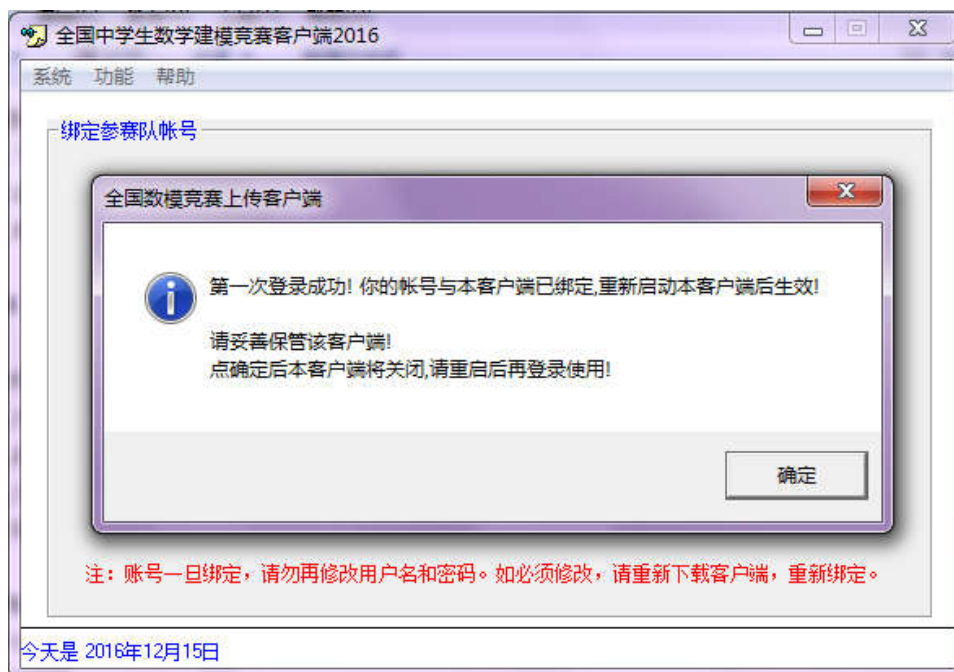 全国中学生数学建模竞赛客户端2016
系统 功能 帮助
绑定参赛队帐号
全国数模竞赛上传客户端
第一次登录成功! 你的帐号与本客户端已绑定,重新启动本客户端后生效!
请妥善保管该客户端!
点确定后本客户端将关闭,请重启后再登录使用!
确定
注：账号一旦绑定，请勿再修改用户名和密码。如必须修改，请重新下载客户端，重新绑定。
今天是 2016年12月15日